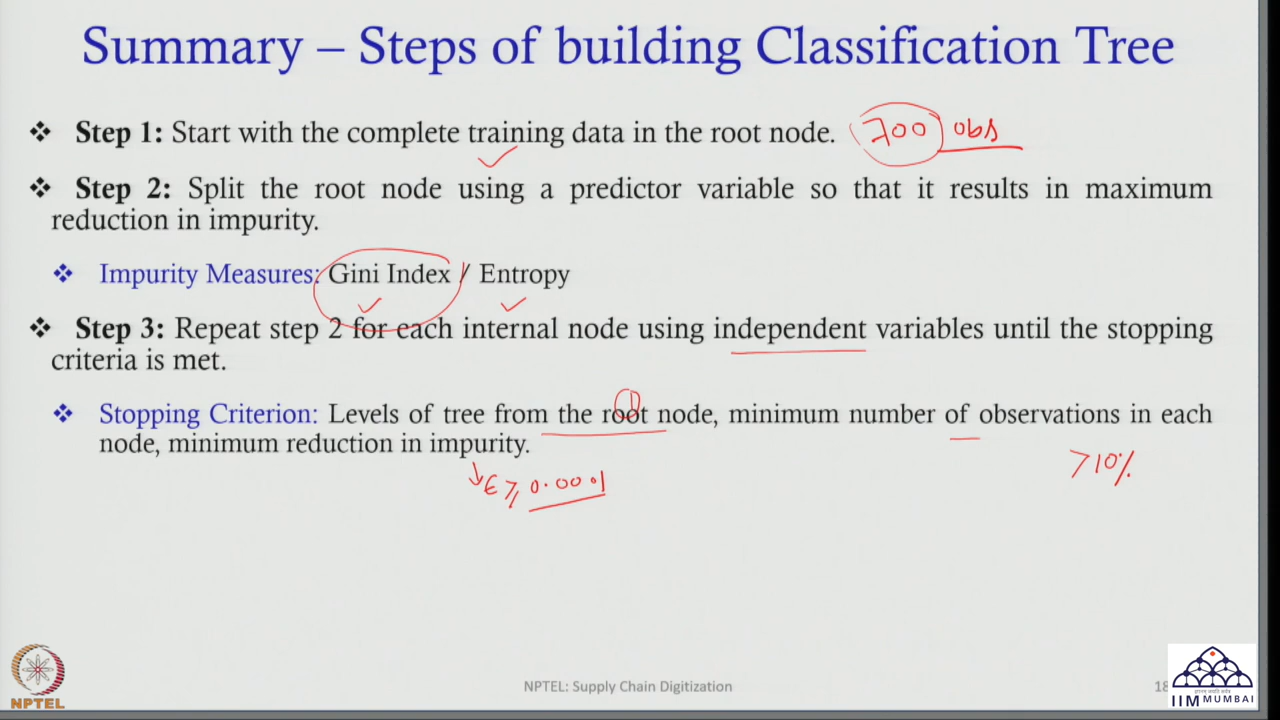 Summary – Steps of building Classification Tree
❖ Step 1: Start with the complete training data in the root node. 700 obs
❖ Step 2: Split the root node using a predictor variable so that it results in maximum
reduction in impurity.
❖ Impurity Measures: Gini Index / Entropy
❖ Step 3: Repeat step 2 for each internal node using independent variables until the stopping
criteria is met.
❖ Stopping Criterion: Levels of tree from the root node, minimum number of observations in each
node, minimum reduction in impurity.
>10%
↓ ϵ ⩾ 0.0001
NPTEL
NPTEL: Supply Chain Digitization
18
IIM MUMBAI